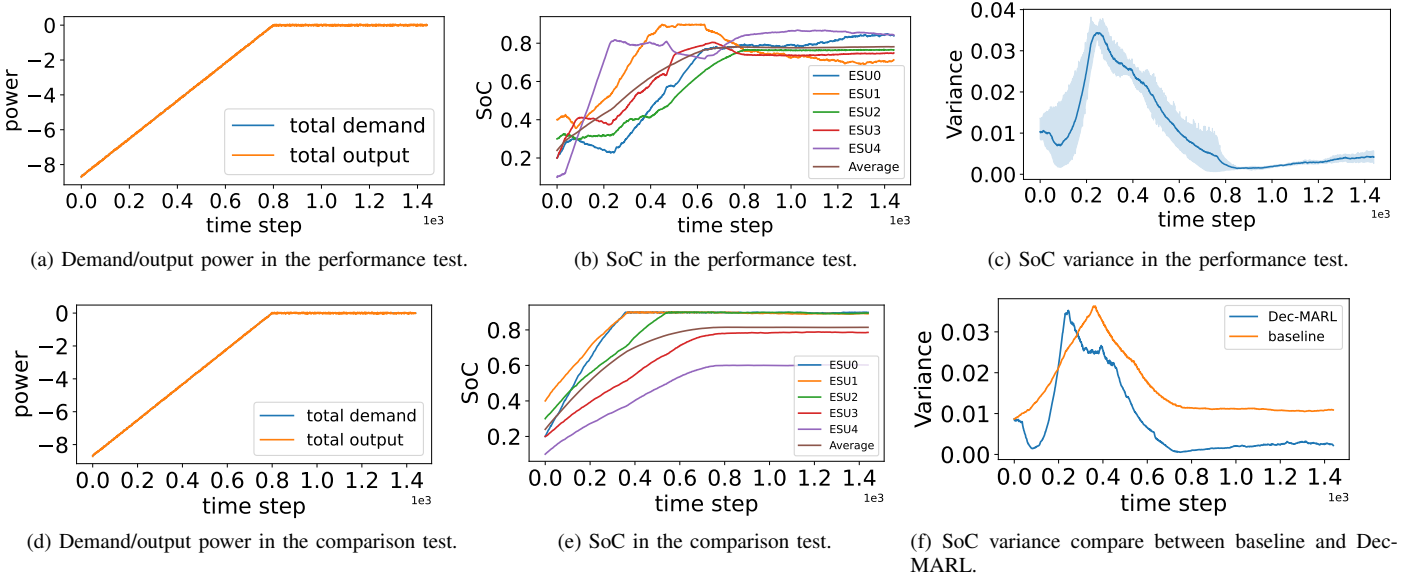 0
−2
−4
−6
−8
power
total demand
total output
0.0 0.2 0.4 0.6 0.8 1.0 1.2 1.4
time step
1e3
(a) Demand/output power in the performance test.
0.8
0.6
0.4
0.2
SoC
ESU0
ESU1
ESU2
ESU3
ESU4
Average
0.0 0.2 0.4 0.6 0.8 1.0 1.2 1.4
time step
1e3
(b) SoC in the performance test.
0.04
0.03
0.02
0.01
0.00
Variance
0.0 0.2 0.4 0.6 0.8 1.0 1.2 1.4
time step
1e3
(c) SoC variance in the performance test.
0
−2
−4
−6
−8
power
total demand
total output
0.0 0.2 0.4 0.6 0.8 1.0 1.2 1.4
time step
1e3
(d) Demand/output power in the comparison test.
0.8
0.6
0.4
0.2
SoC
ESU0
ESU1
ESU2
ESU3
ESU4
Average
0.0 0.2 0.4 0.6 0.8 1.0 1.2 1.4
time step
1e3
(e) SoC in the comparison test.
0.03
0.02
0.01
0.00
Variance
Dec-MARL
baseline
0.0 0.2 0.4 0.6 0.8 1.0 1.2 1.4
time step
1e3
(f) SoC variance compare between baseline and Dec-
MARL.